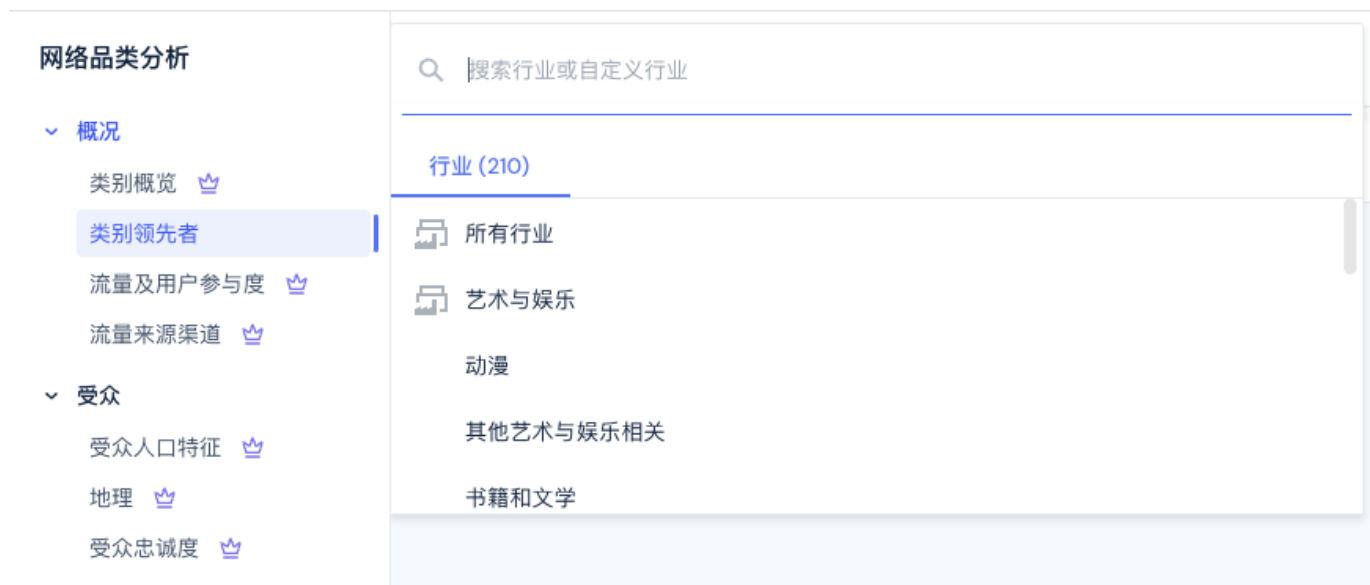 网络品类分析
概况
类别概览
类别领先者
流量及用户参与度
流量来源渠道
受众
受众人口特征
地理
受众忠诚度
搜索行业或自定义行业
行业 (210)
所有行业
艺术与娱乐
动漫
其他艺术与娱乐相关
书籍和文学